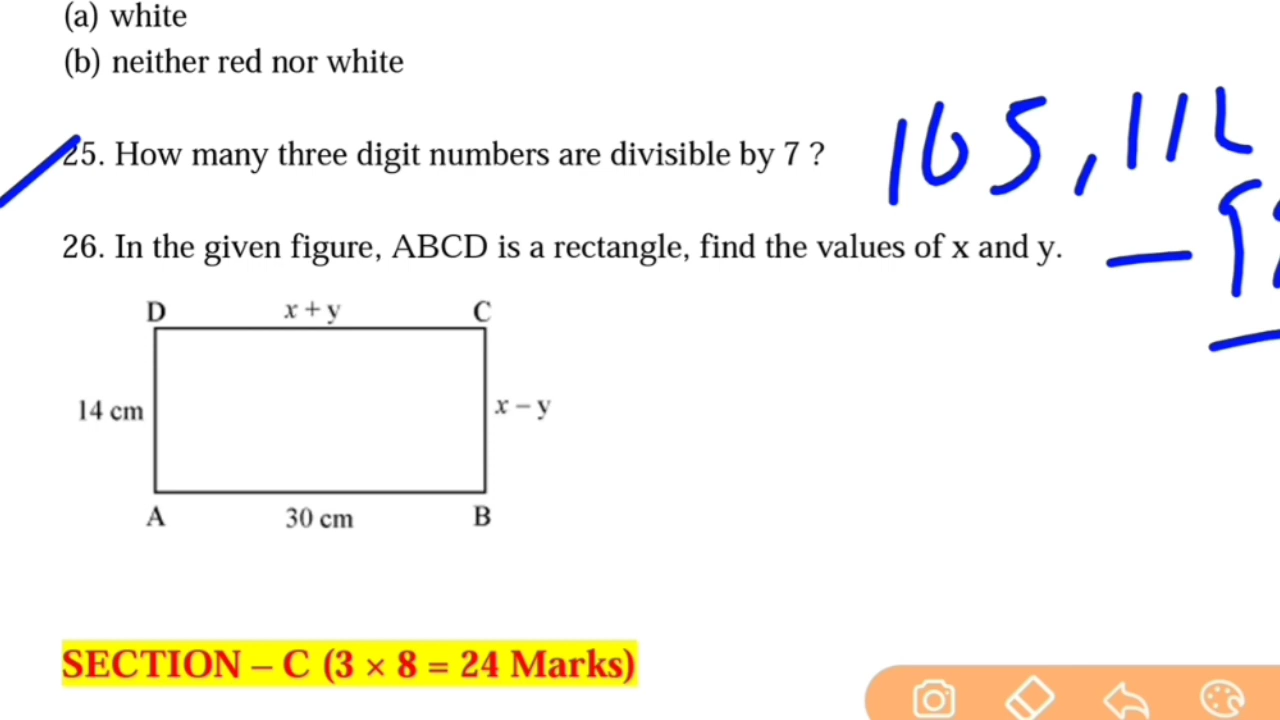 (a) white
(b) neither red nor white
25. How many three digit numbers are divisible by 7 ? 105, 112
26. In the given figure, ABCD is a rectangle, find the values of x and y.
D x + y C
14 cm x – y
A 30 cm B
SECTION – C (3 × 8 = 24 Marks)